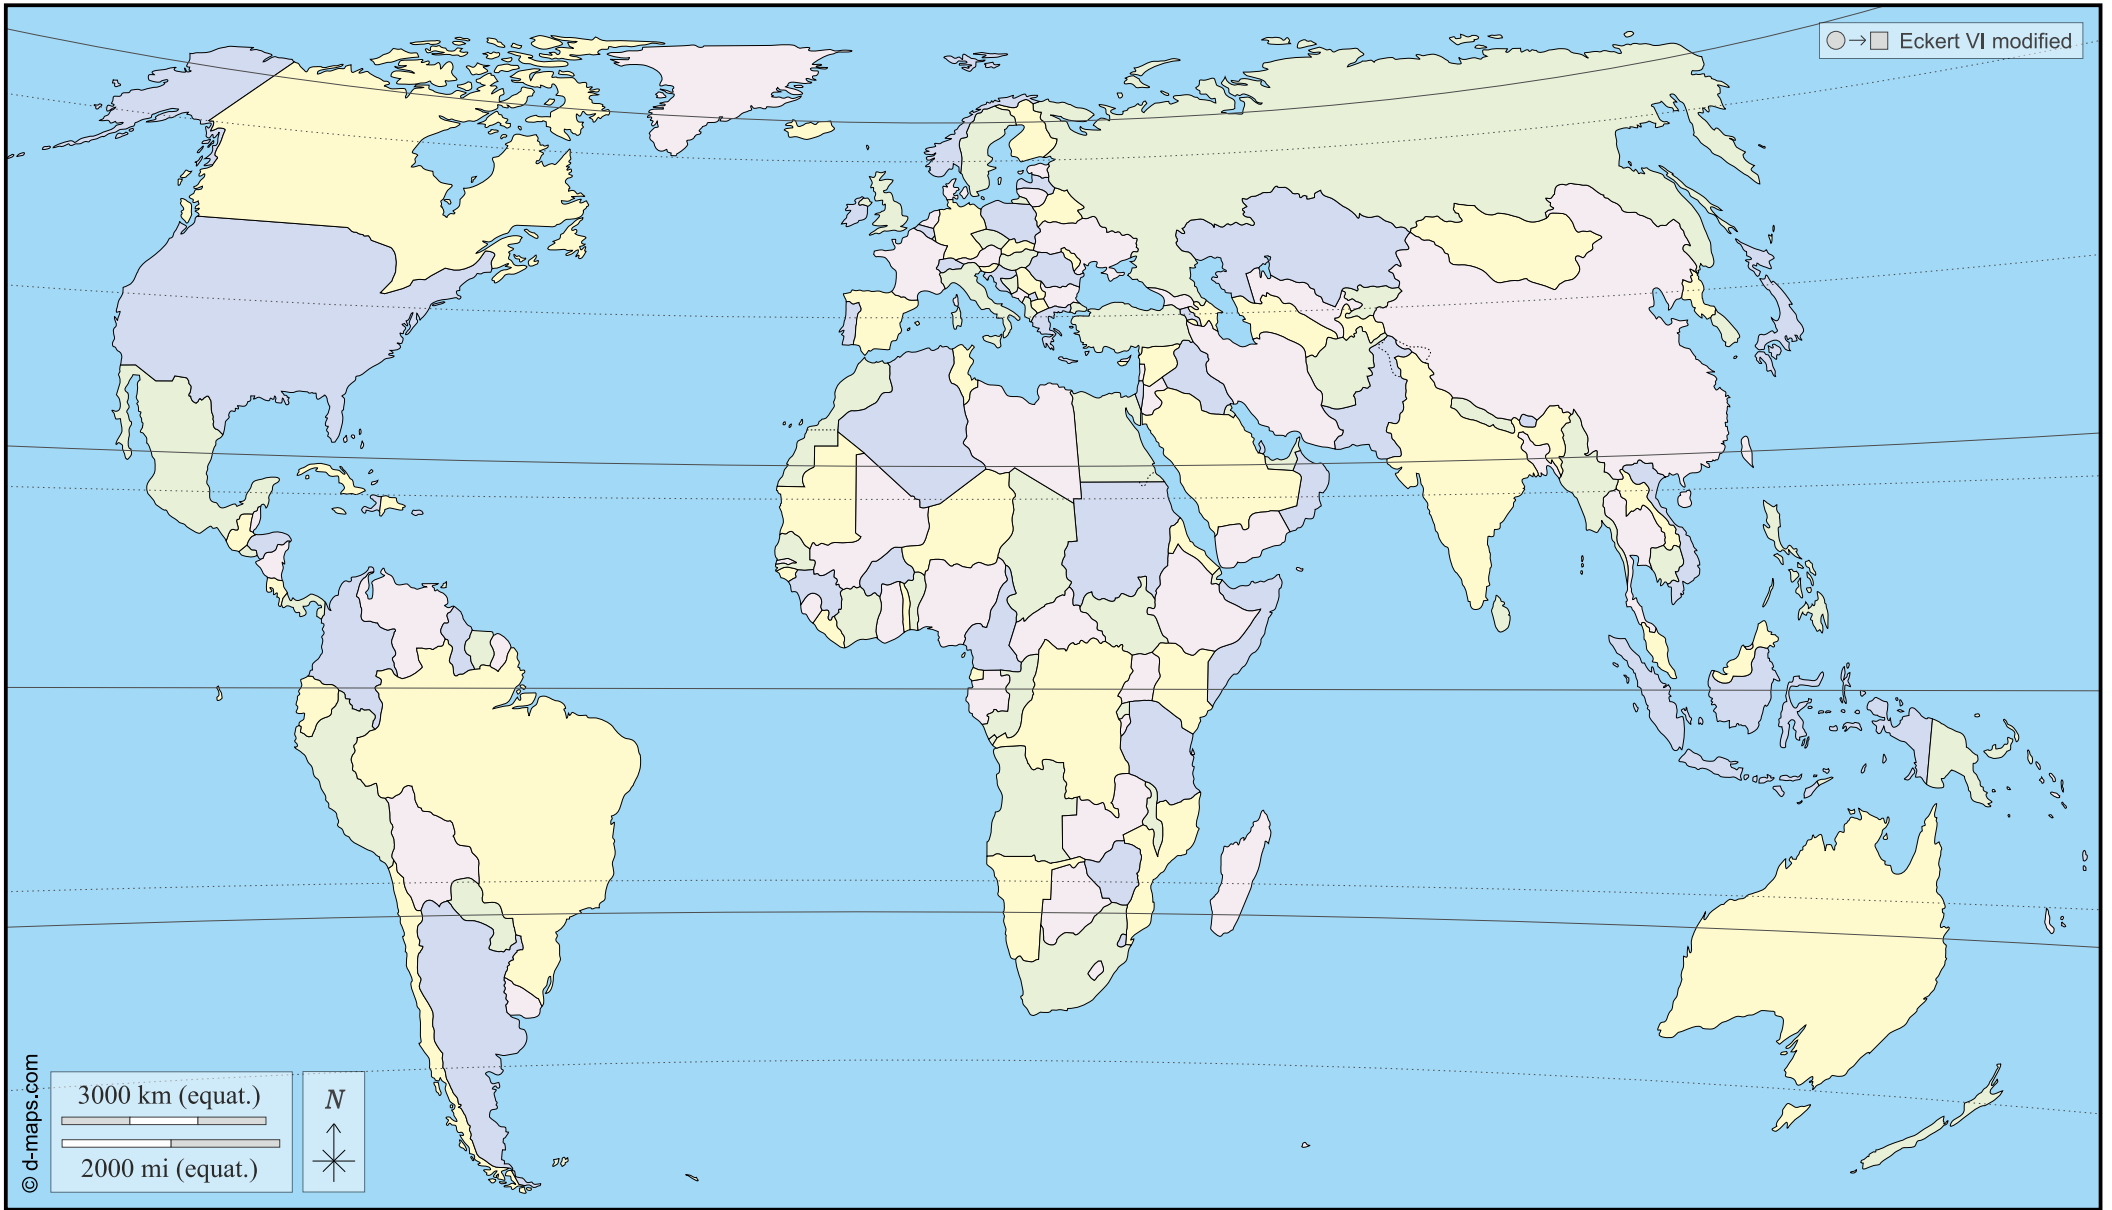 → Eckert VI modified
© d-maps.com
3000 km (equat.)
2000 mi (equat.)
N